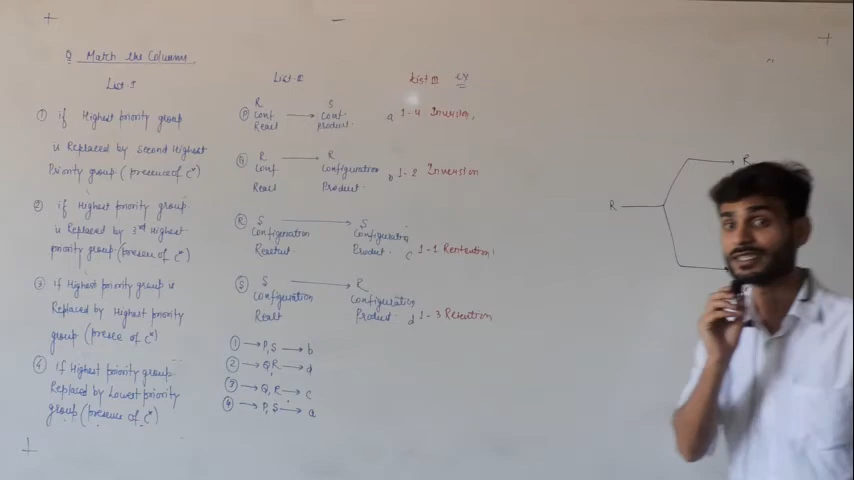 Q Match the Columns
List I
① if Highest priority group
is Replaced by Second Highest
Priority group (presence of C*)
② if Highest priority group
is Replaced by 3rd Highest
priority group (presence of C*)
③ if Highest priority group is
Replaced by Highest priority
group (presce of C*)
④ if Highest priority group
Replaced by Lowest priority
group (presence of C*)
List II
Ⓟ R → S
Conf Conf
React product.
Ⓠ R → R
Conf Configuration
React Product.
Ⓡ S → S
Configuration Configuration
Product.
Ⓢ S → R
Configuration Configuration
Product.
① → P,S → b
② → Q,R → d
③ → Q,R → c
④ → P,S → a
List III
a 1-4 Inversion,
b 1-2 Inversion
c 1-1 Rentention
d 1-3 Retention
R
R